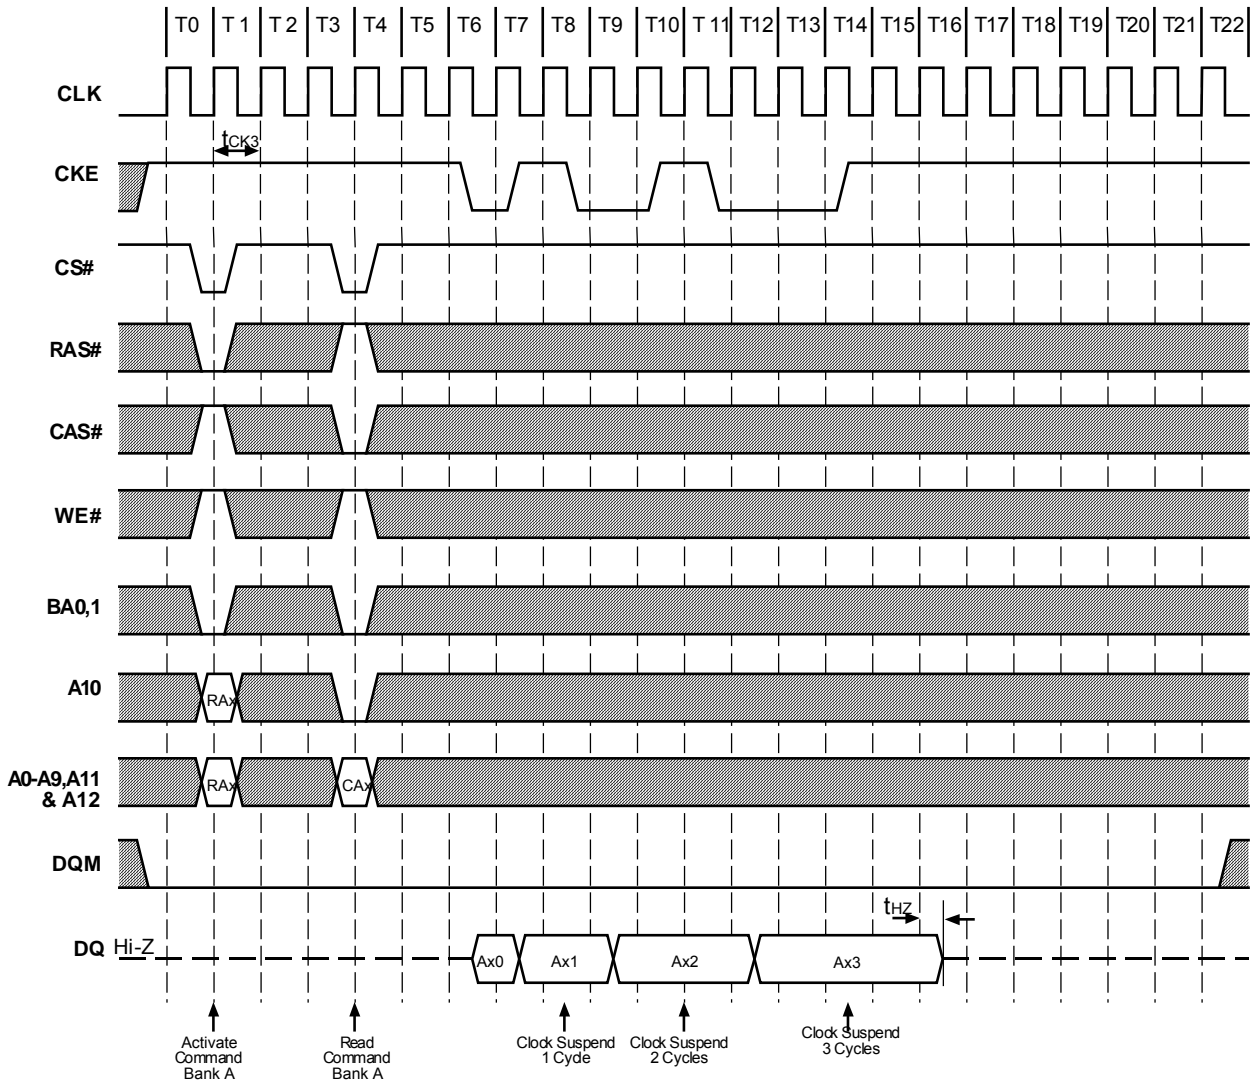 T0 T 1 T 2 T3 T4 T5 T6 T7 T8 T9 T10 T 11 T12 T13 T14 T15 T16 T17 T18 T19 T20 T21 T22
CLK
tCK3
CKE
CS#
RAS#
CAS#
WE#
BA0,1
A10
RAx
A0-A9,A11
& A12
RAx CAx
DQM
tHZ
DQ Hi-Z
Ax0 Ax1 Ax2 Ax3
Activate
Command
Bank A
Read
Command
Bank A
Clock Suspend
1 Cycle
Clock Suspend
2 Cycles
Clock Suspend
3 Cycles